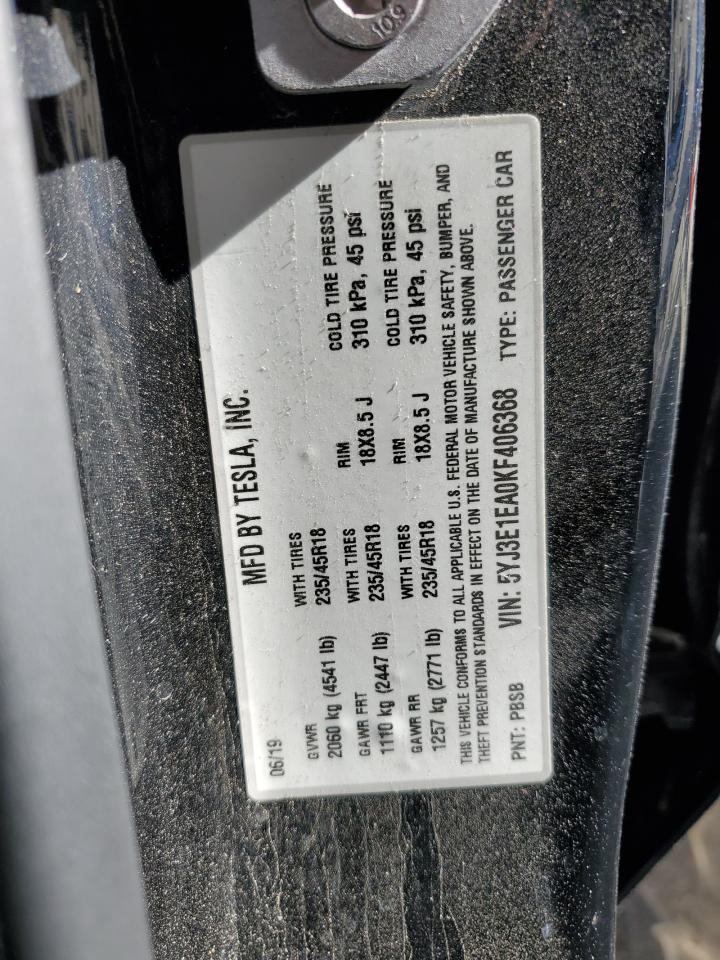 10.9
MFD BY TESLA, INC.
06/19
GVWR WITH TIRES
2060 kg (4541 lb) 235/45R18
GAWR FRT WITH TIRES RIM COLD TIRE PRESSURE
1110 kg (2447 lb) 235/45R18 18X8.5 J 310 kPa, 45 psi
GAWR RR WITH TIRES RIM COLD TIRE PRESSURE
1257 kg (2771 lb) 235/45R18 18X8.5 J 310 kPa, 45 psi
THIS VEHICLE CONFORMS TO ALL APPLICABLE U.S. FEDERAL MOTOR VEHICLE SAFETY, BUMPER, AND
THEFT PREVENTION STANDARDS IN EFFECT ON THE DATE OF MANUFACTURE SHOWN ABOVE.
PNT: PBSB VIN: 5YJ3E1EA0KF406368 TYPE: PASSENGER CAR